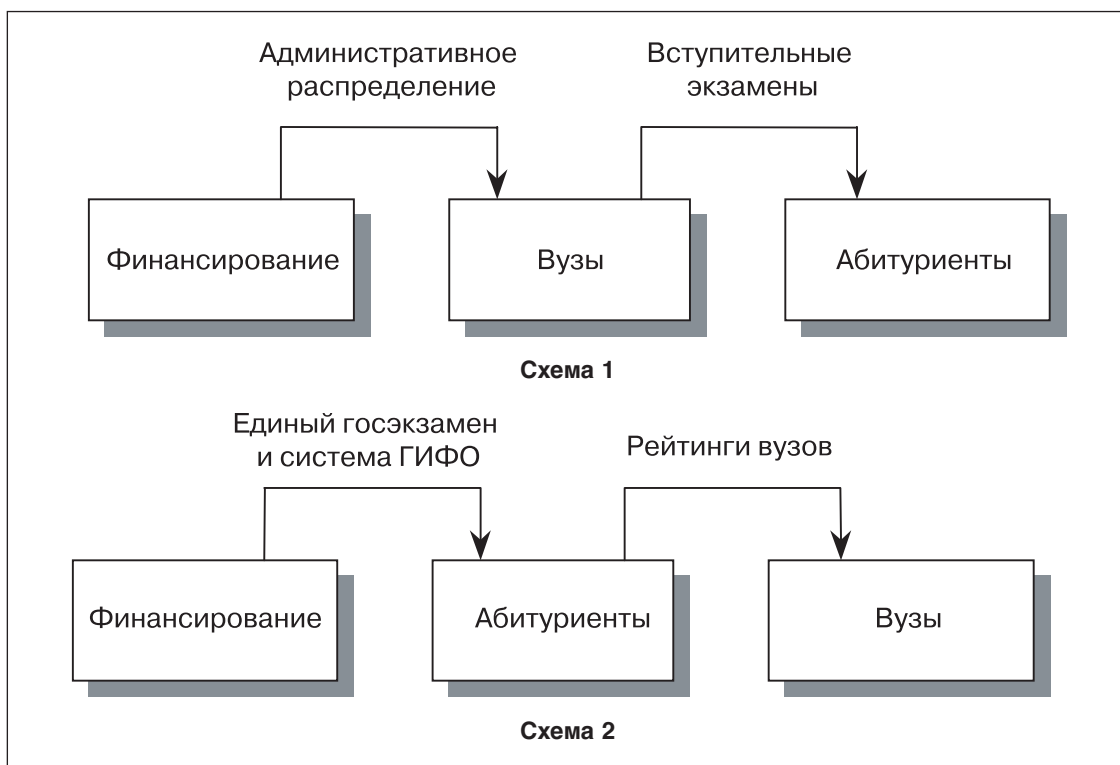 Административное
распределение
Вступительные
экзамены
Финансирование
Вузы
Абитуриенты
Схема 1
Единый госэкзамен
и система ГИФО
Рейтинги вузов
Финансирование
Абитуриенты
Вузы
Схема 2